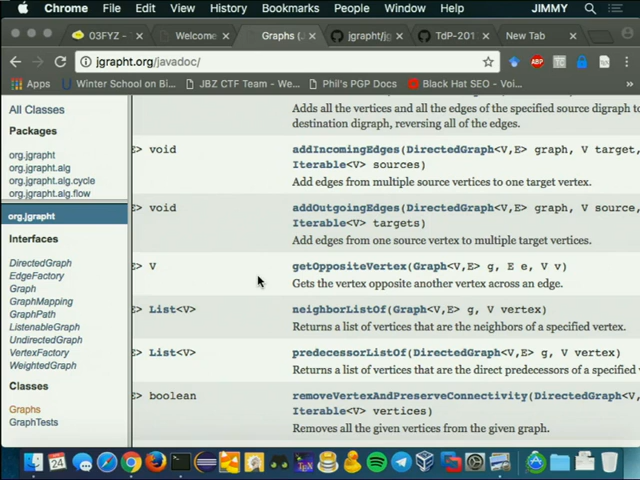 Chrome File Edit View History Bookmarks People Window Help JIMMY
03FYZ - Welcome Graphs (J jgrapht/jg TdP-201 New Tab
jgrapht.org/javadoc/
Apps Winter School on Bi JBZ CTF Team - We Phil's PGP Docs Black Hat SEO - Voi...
All Classes
Packages
org.jgrapht
org.jgrapht.alg
org.jgrapht.alg.cycle
org.jgrapht.alg.flow
org.jgrapht
Interfaces
DirectedGraph
EdgeFactory
Graph
GraphMapping
GraphPath
ListenableGraph
UndirectedGraph
VertexFactory
WeightedGraph
Classes
Graphs
GraphTests
Adds all the vertices and all the edges of the specified source digraph to
destination digraph, reversing all of the edges.
E> void addIncomingEdges(DirectedGraph<V,E> graph, V target,
Iterable<V> sources)
Add edges from multiple source vertices to one target vertex.
E> void addOutgoingEdges(DirectedGraph<V,E> graph, V source,
Iterable<V> targets)
Add edges from one source vertex to multiple target vertices.
E> V getOppositeVertex(Graph<V,E> g, E e, V v)
Gets the vertex opposite another vertex across an edge.
E> List<V> neighborListOf(Graph<V,E> g, V vertex)
Returns a list of vertices that are the neighbors of a specified vertex.
E> List<V> predecessorListOf(DirectedGraph<V,E> g, V vertex)
Returns a list of vertices that are the direct predecessors of a specified
E> boolean removeVertexAndPreserveConnectivity(DirectedGraph
Iterable<V> vertices)
Removes all the given vertices from the given graph.